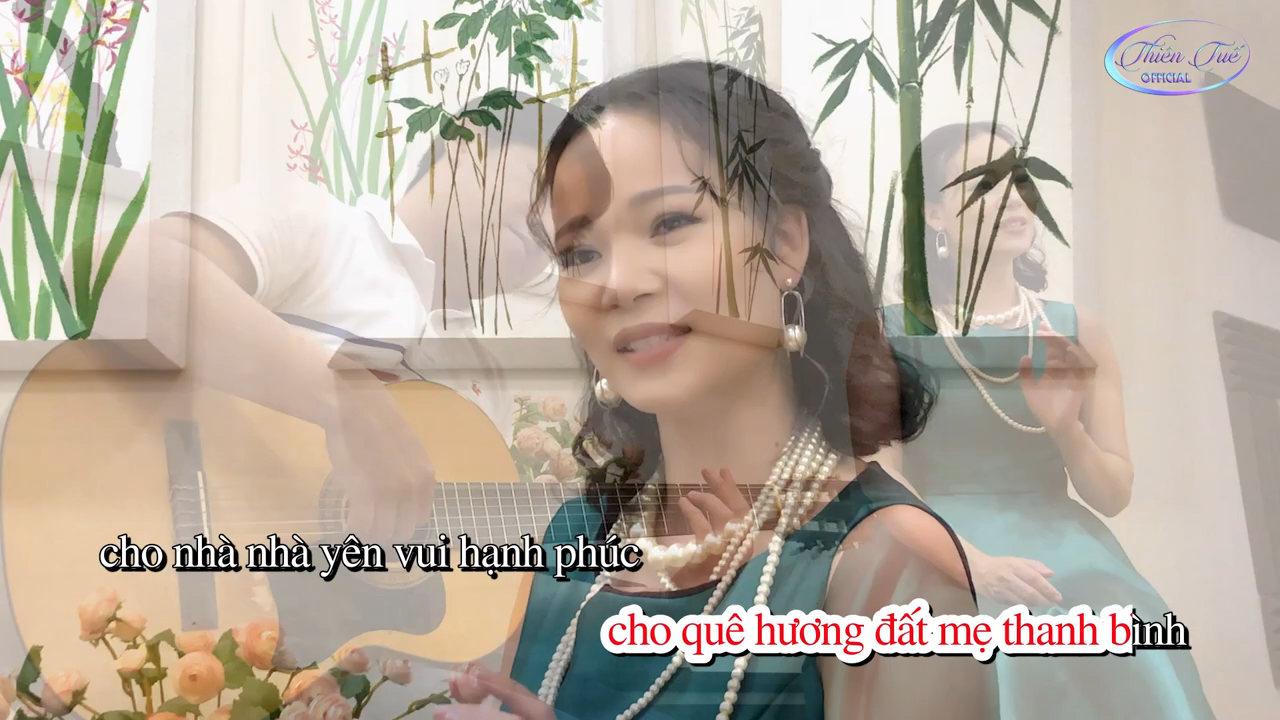 Thiên Tuế
OFFICIAL
cho nhà nhà yên vui hạnh phúc
cho quê hương đất mẹ thanh bình